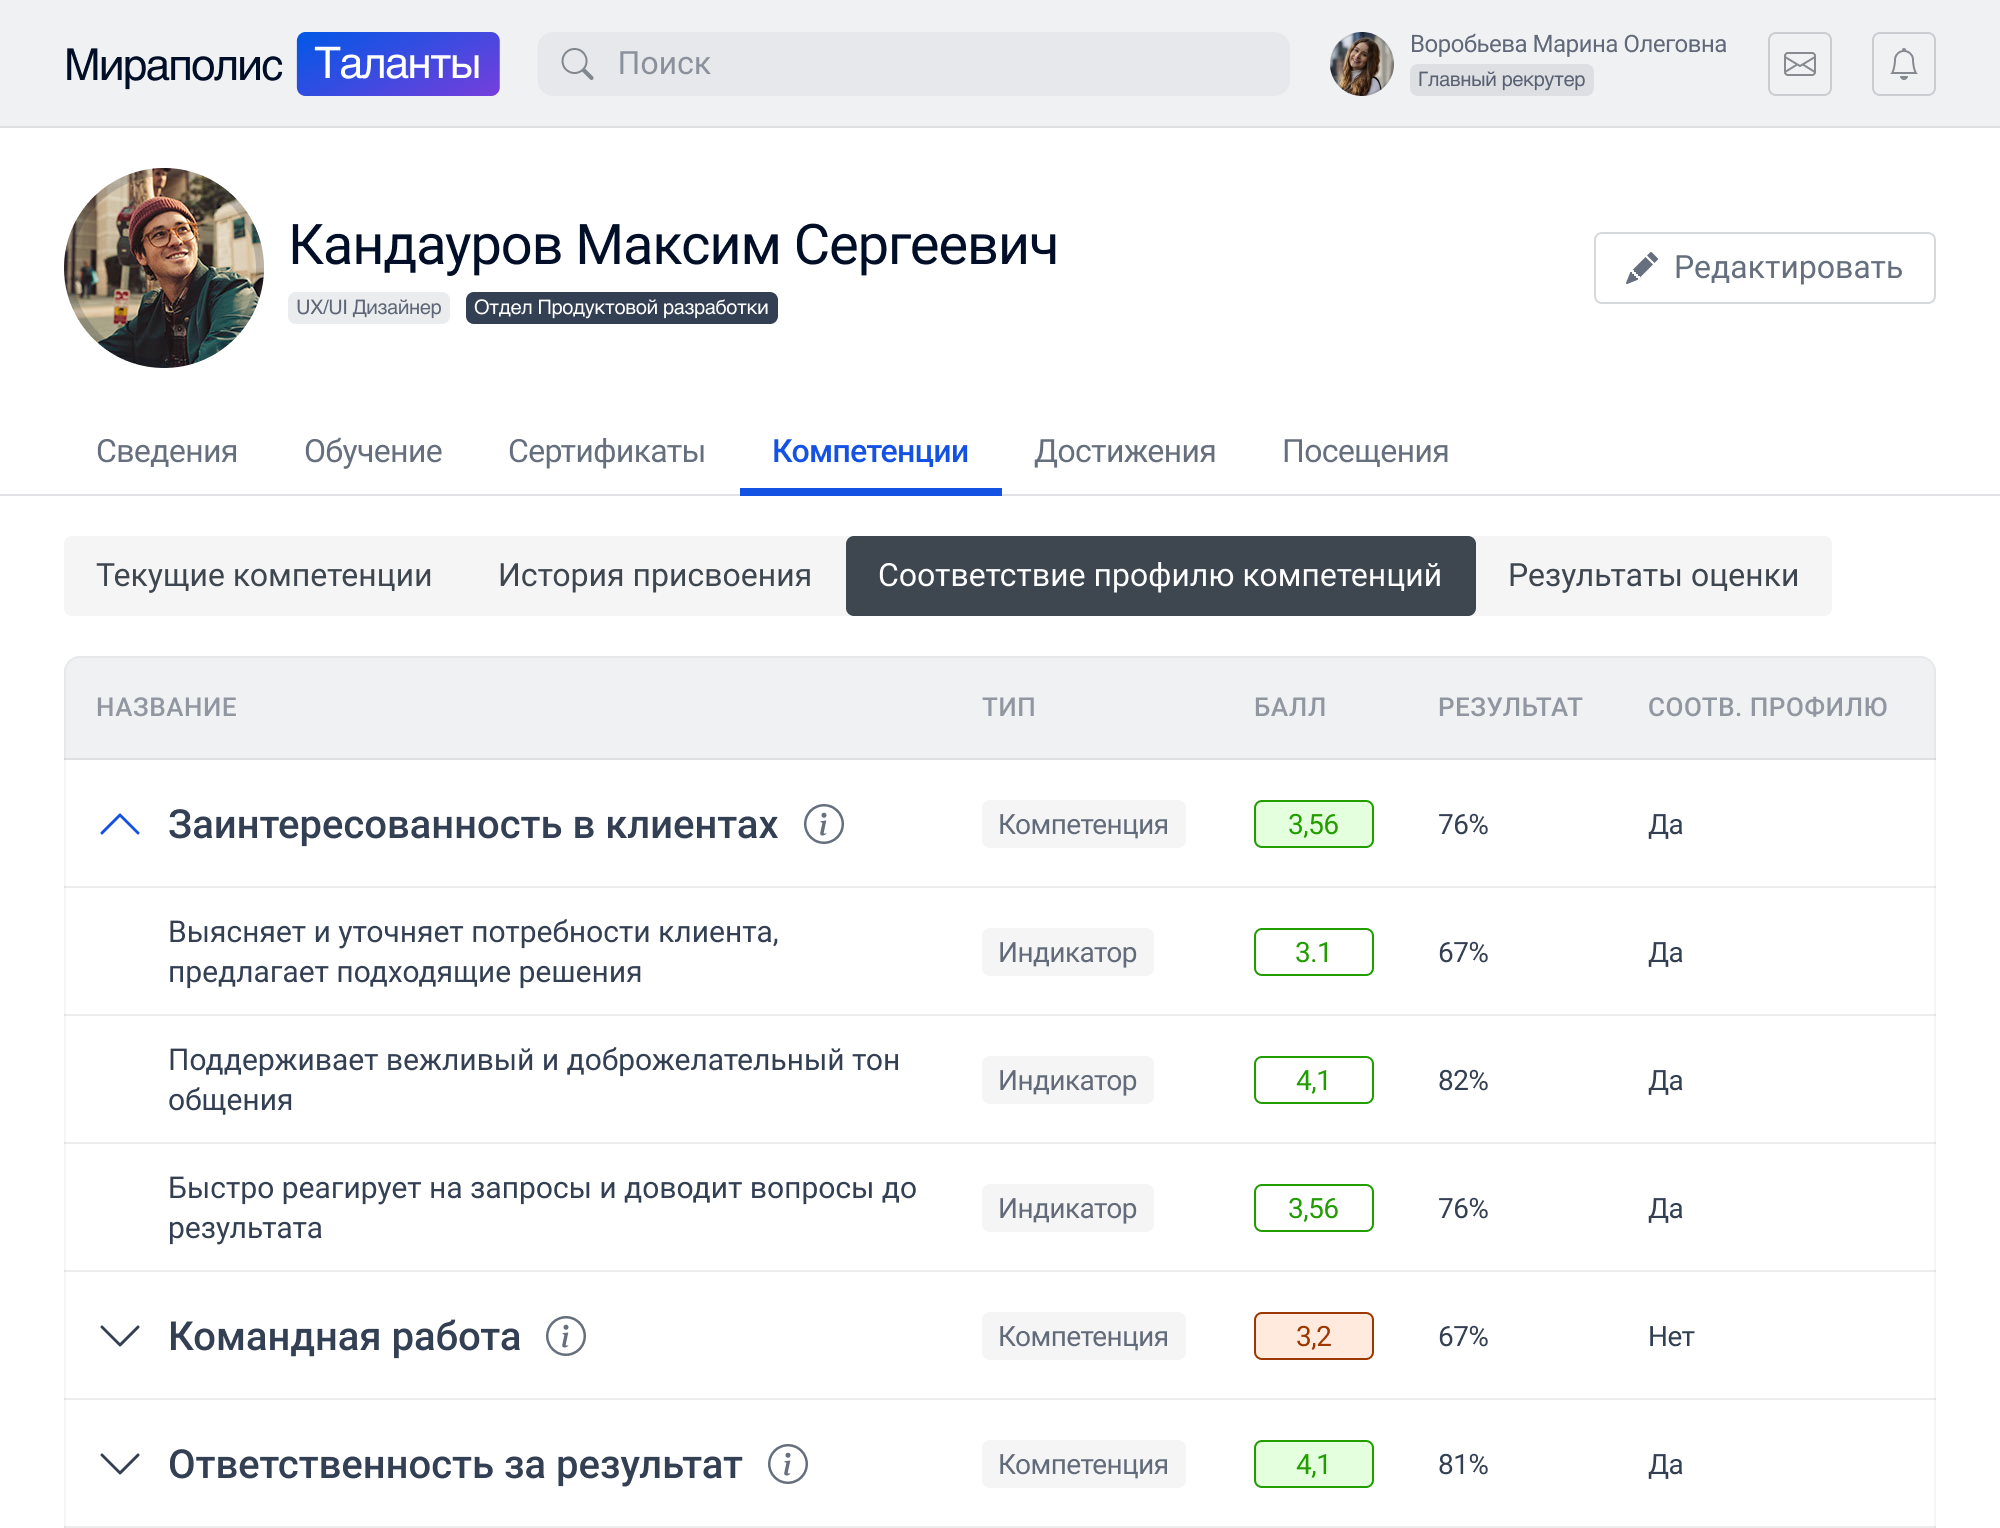 Мираполис Таланты
Поиск
Воробьева Марина Олеговна
Главный рекрутер
Кандауров Максим Сергеевич
UX/UI Дизайнер Отдел Продуктовой разработки
Редактировать
Сведения Обучение Сертификаты Компетенции Достижения Посещения
Текущие компетенции История присвоения Соответствие профилю компетенций Результаты оценки
НАЗВАНИЕ ТИП БАЛЛ РЕЗУЛЬТАТ СООТВ. ПРОФИЛЮ
Заинтересованность в клиентах i Компетенция 3,56 76% Да
Выясняет и уточняет потребности клиента,
предлагает подходящие решения
Индикатор 3.1 67% Да
Поддерживает вежливый и доброжелательный тон
общения
Индикатор 4,1 82% Да
Быстро реагирует на запросы и доводит вопросы до
результата
Индикатор 3,56 76% Да
Командная работа i Компетенция 3,2 67% Нет
Ответственность за результат i Компетенция 4,1 81% Да